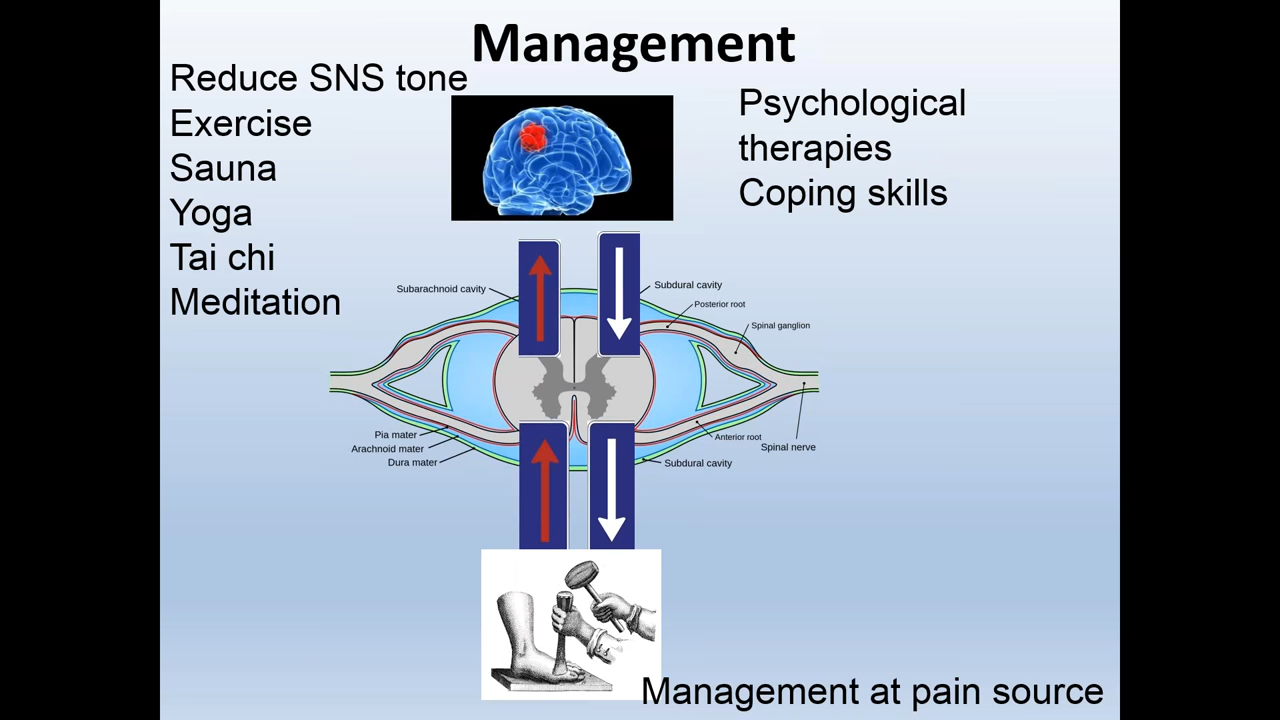 Management
Reduce SNS tone
Exercise
Sauna
Yoga
Tai chi
Meditation
Psychological
therapies
Coping skills
Subarachnoid cavity
Subdural cavity
Posterior root
Spinal ganglion
Pia mater
Arachnoid mater
Dura mater
Anterior root
Spinal nerve
Subdural cavity
Management at pain source